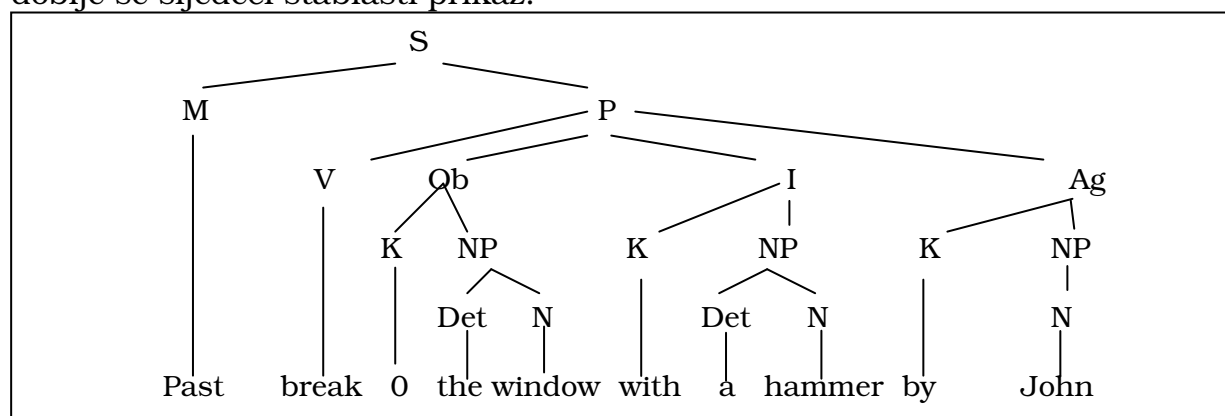 dobije se sljedeći stablasti prikaz:
S
M P
V Ob I Ag
K NP K NP K NP
Det N Det N N
Past break 0 the window with a hammer by John